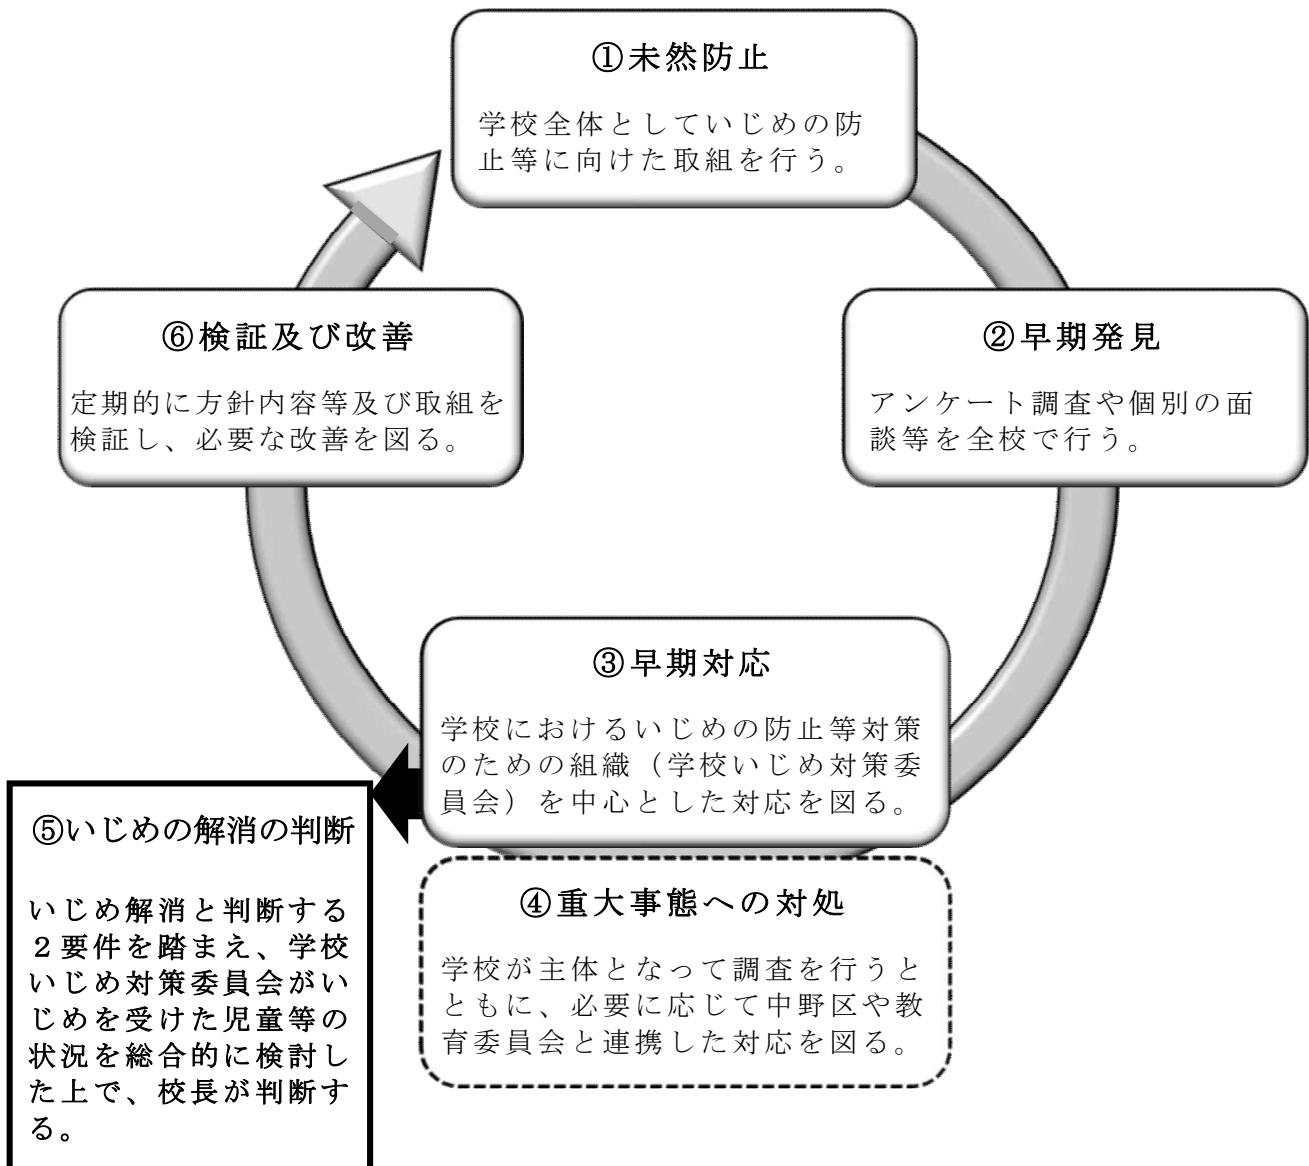 ①未然防止
学校全体としていじめの防
止等に向けた取組を行う。
②早期発見
アンケート調査や個別の面
談等を全校で行う。
③早期対応
学校におけるいじめの防止等対策
のための組織（学校いじめ対策委
員会）を中心とした対応を図る。
④重大事態への対処
学校が主体となって調査を行うと
ともに、必要に応じて中野区や教
育委員会と連携した対応を図る。
⑤いじめの解消の判断
いじめ解消と判断する
２要件を踏まえ、学校
いじめ対策委員会がい
じめを受けた児童等の
状況を総合的に検討し
た上で、校長が判断す
る。
⑥検証及び改善
定期的に方針内容等及び取組を
検証し、必要な改善を図る。